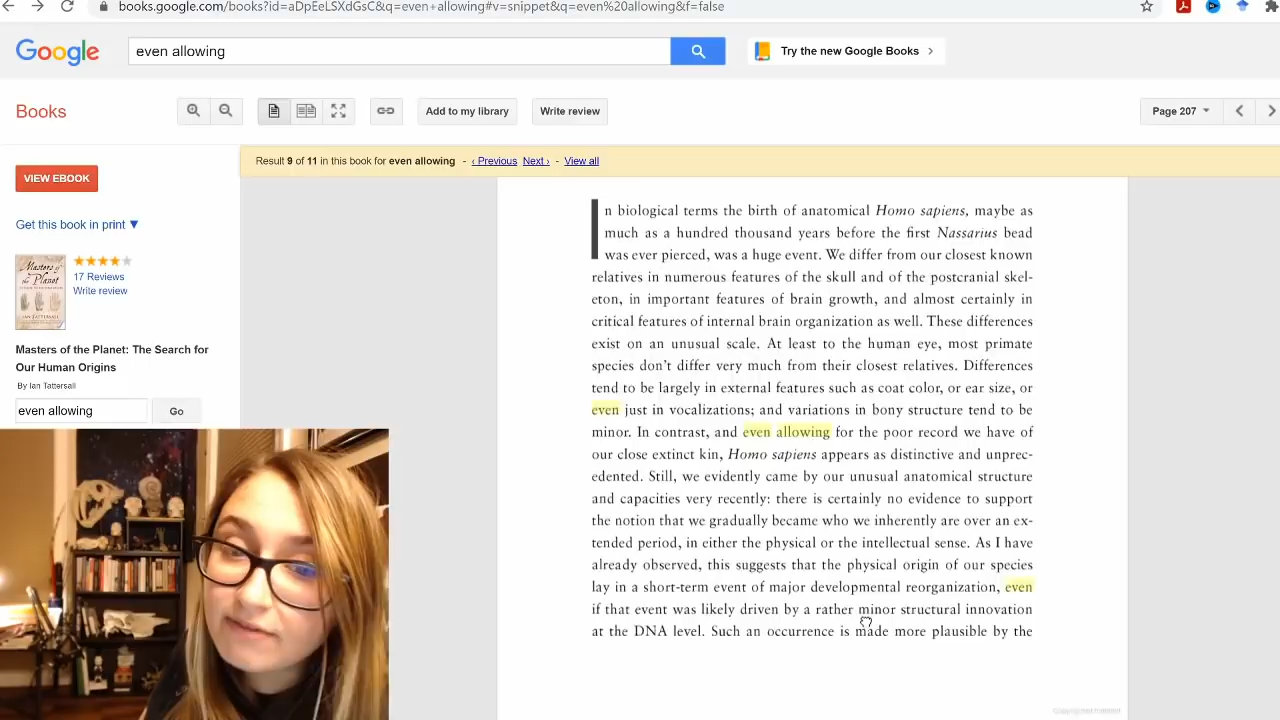 books.google.com/books?id=aDpEeLSXdGsC&q=even+allowing#v=snippet&q=even%20allowing&f=false
Google
even allowing
Try the new Google Books
Books
Add to my library
Write review
Page 207
Result 9 of 11 in this book for even allowing - ‹ Previous Next › - View all
VIEW EBOOK
Get this book in print ▼
17 Reviews
Write review
Masters of the Planet: The Search for
Our Human Origins
By Ian Tattersall
even allowing
Go
In biological terms the birth of anatomical Homo sapiens, maybe as
much as a hundred thousand years before the first Nassarius bead
was ever pierced, was a huge event. We differ from our closest known
relatives in numerous features of the skull and of the postcranial skel-
eton, in important features of brain growth, and almost certainly in
critical features of internal brain organization as well. These differences
exist on an unusual scale. At least to the human eye, most primate
species don't differ very much from their closest relatives. Differences
tend to be largely in external features such as coat color, or ear size, or
even just in vocalizations; and variations in bony structure tend to be
minor. In contrast, and even allowing for the poor record we have of
our close extinct kin, Homo sapiens appears as distinctive and unprec-
edented. Still, we evidently came by our unusual anatomical structure
and capacities very recently: there is certainly no evidence to support
the notion that we gradually became who we inherently are over an ex-
tended period, in either the physical or the intellectual sense. As I have
already observed, this suggests that the physical origin of our species
lay in a short-term event of major developmental reorganization, even
if that event was likely driven by a rather minor structural innovation
at the DNA level. Such an occurrence is made more plausible by the